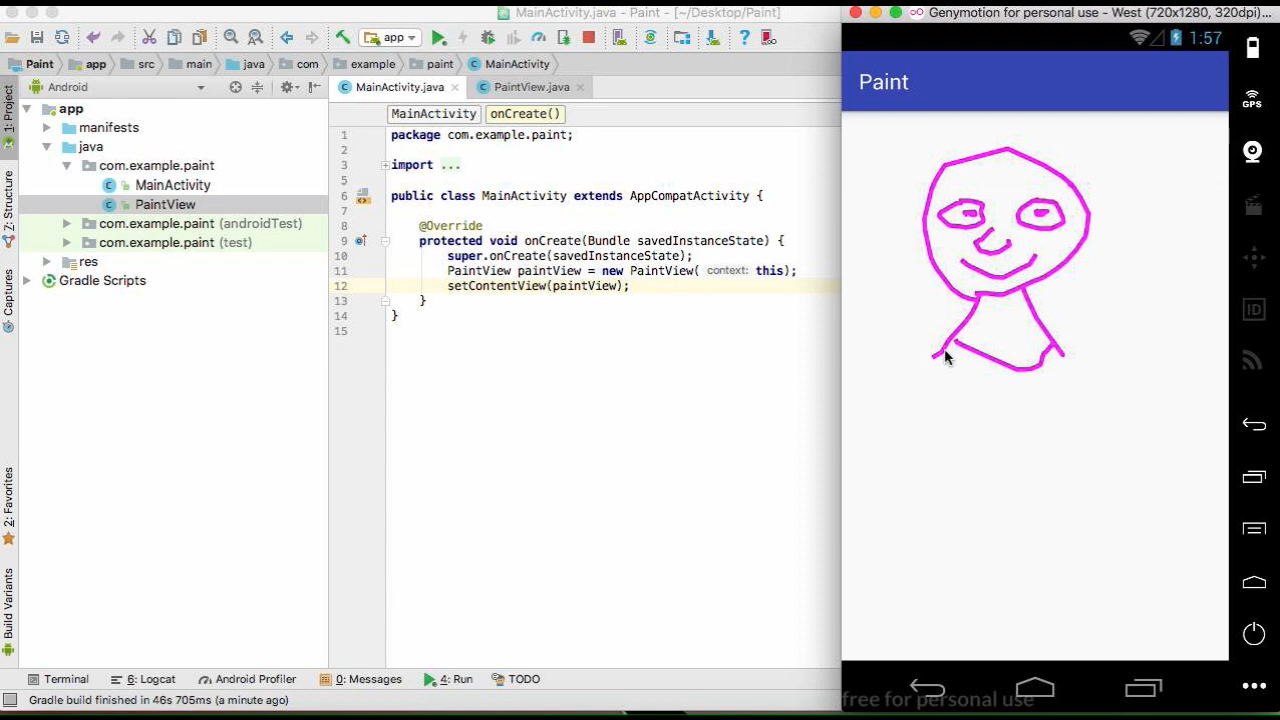 MainActivity.java - Paint - [~/Desktop/Paint]
Genymotion for personal use - West (720x1280, 320dpi)...
app
1:57
Paint
app
src
main
java
com
example
paint
MainActivity
Android
MainActivity.java
PaintView.java
Paint
1: Project
Z: Structure
Captures
2: Favorites
Build Variants
app
manifests
java
com.example.paint
MainActivity
PaintView
com.example.paint (androidTest)
com.example.paint (test)
res
Gradle Scripts
MainActivity
onCreate()
1 package com.example.paint;
2
3 import ...
5
6 public class MainActivity extends AppCompatActivity {
7
8 @Override
9 protected void onCreate(Bundle savedInstanceState) {
10 super.onCreate(savedInstanceState);
11 PaintView paintView = new PaintView( context: this);
12 setContentView(paintView);
13 }
14 }
15
GPS
ID
Terminal
6: Logcat
Android Profiler
0: Messages
4: Run
TODO
Gradle build finished in 46s 705ms (a minute ago)
free for personal use